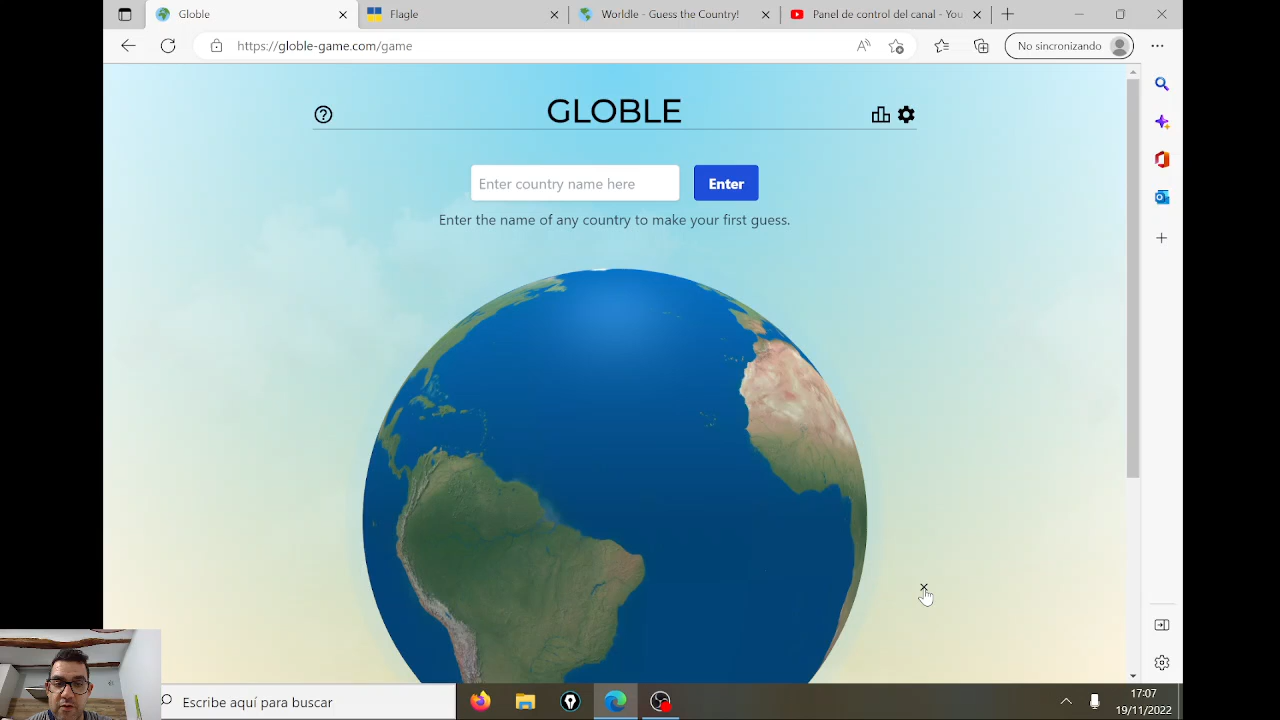 Globle
Flagle
Worldle - Guess the Country!
Panel de control del canal - You
https://globle-game.com/game
No sincronizando
GLOBLE
Enter country name here
Enter
Enter the name of any country to make your first guess.
Escribe aquí para buscar
17:07
19/11/2022